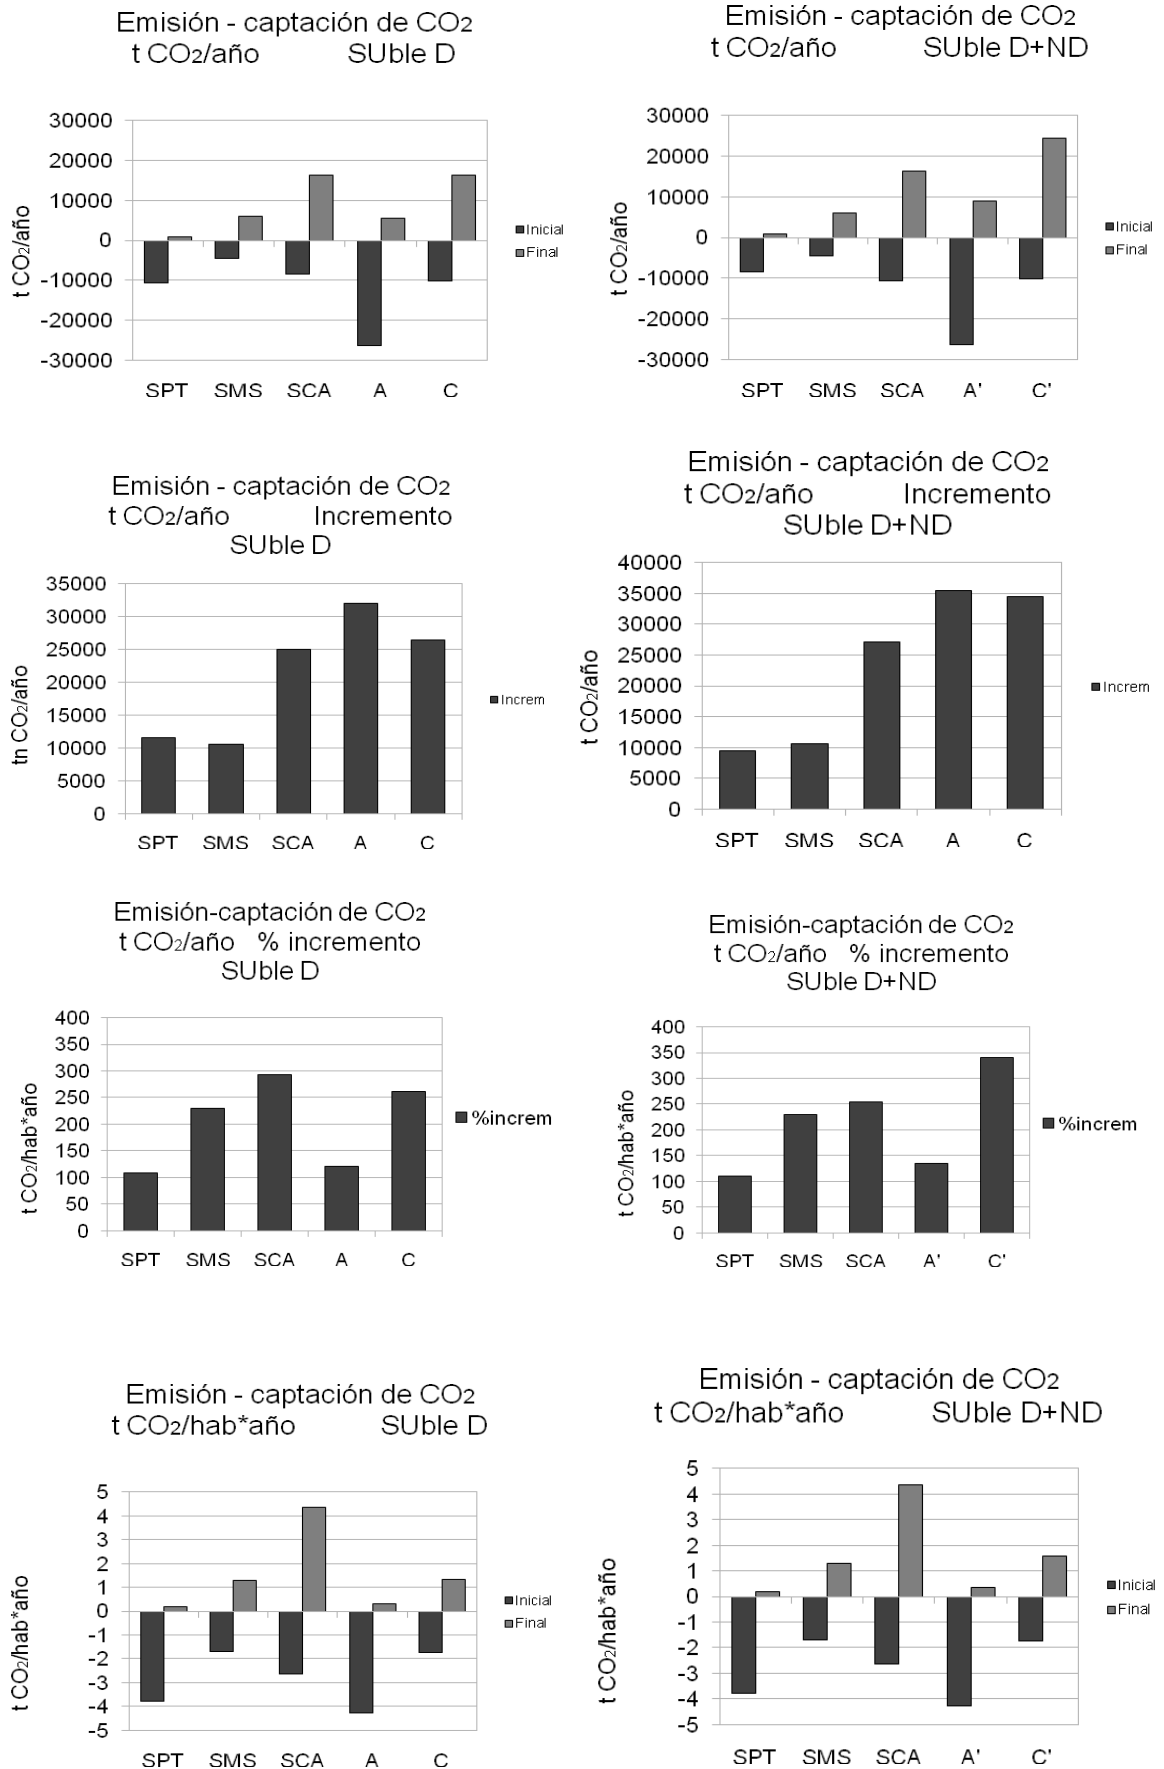 Emisión - captación de CO2
t CO2/año SUble D
t CO2/año
30000
20000
10000
0
-10000
-20000
-30000
SPT SMS SCA A C
Inicial
Final
Emisión - captación de CO2
t CO2/año SUble D+ND
t CO2/año
30000
20000
10000
0
-10000
-20000
-30000
SPT SMS SCA A' C'
Inicial
Final
Emisión - captación de CO2
t CO2/año Incremento
SUble D
tn CO2/año
35000
30000
25000
20000
15000
10000
5000
0
SPT SMS SCA A C
Increm
Emisión - captación de CO2
t CO2/año Incremento
SUble D+ND
t CO2/año
40000
35000
30000
25000
20000
15000
10000
5000
0
SPT SMS SCA A C
Increm
Emisión-captación de CO2
t CO2/año % incremento
SUble D
t CO2/hab*año
400
350
300
250
200
150
100
50
0
SPT SMS SCA A C
%increm
Emisión-captación de CO2
t CO2/año % incremento
SUble D+ND
t CO2/hab*año
400
350
300
250
200
150
100
50
0
SPT SMS SCA A' C'
%increm
Emisión - captación de CO2
t CO2/hab*año SUble D
t CO2/hab*año
5
4
3
2
1
0
-1
-2
-3
-4
-5
SPT SMS SCA A C
Inicial
Final
Emisión - captación de CO2
t CO2/hab*año SUble D+ND
t CO2/hab*año
5
4
3
2
1
0
-1
-2
-3
-4
-5
SPT SMS SCA A' C'
Inicial
Final